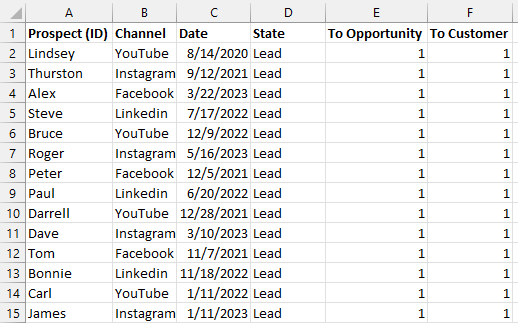 A B C D E F
1 Prospect (ID) Channel Date State To Opportunity To Customer
2 Lindsey YouTube 8/14/2020 Lead 1 1
3 Thurston Instagram 9/12/2021 Lead 1 1
4 Alex Facebook 3/22/2023 Lead 1 1
5 Steve Linkedin 7/17/2022 Lead 1 1
6 Bruce YouTube 12/9/2022 Lead 1 1
7 Roger Instagram 5/16/2023 Lead 1 1
8 Peter Facebook 12/5/2021 Lead 1 1
9 Paul Linkedin 6/20/2022 Lead 1 1
10 Darrell YouTube 12/28/2021 Lead 1 1
11 Dave Instagram 3/10/2023 Lead 1 1
12 Tom Facebook 11/7/2021 Lead 1 1
13 Bonnie Linkedin 11/18/2022 Lead 1 1
14 Carl YouTube 1/11/2022 Lead 1 1
15 James Instagram 1/11/2023 Lead 1 1